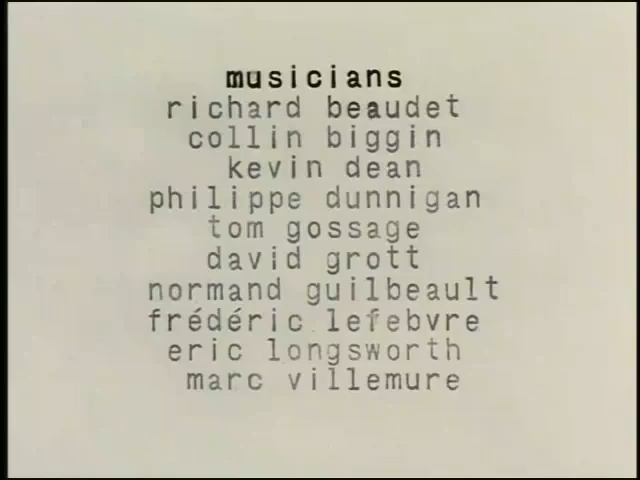 musicians
richard beaudet
collin biggin
kevin dean
philippe dunnigan
tom gossage
david grott
normand guilbeault
frédéric lefebvre
eric longsworth
marc villemure